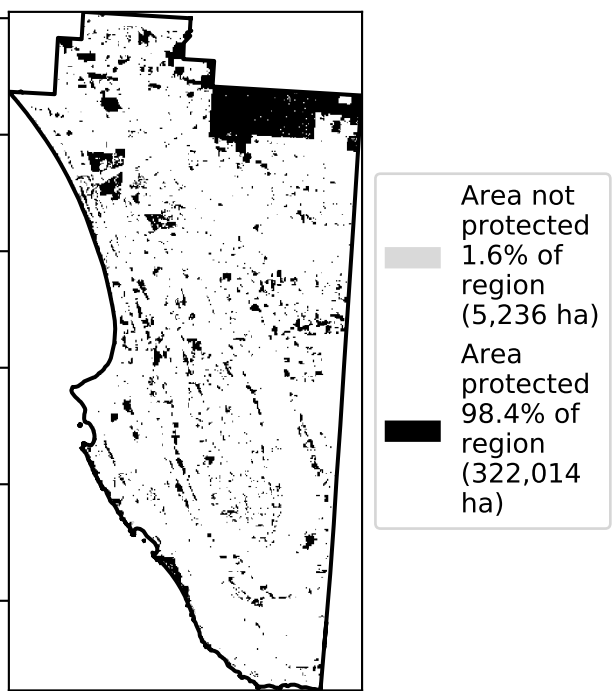 Area not
protected
1.6% of
region
(5,236 ha)
Area
protected
98.4% of
region
(322,014
ha)